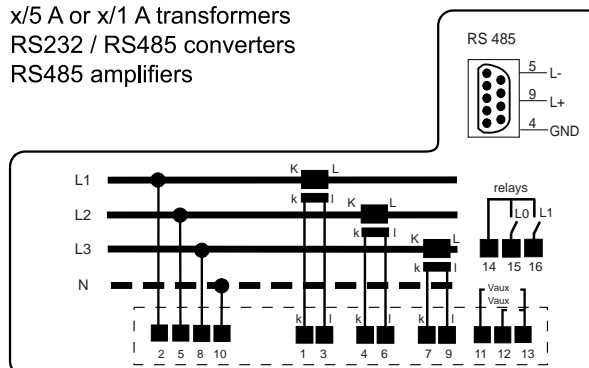 x/5 A or x/1 A transformers
RS232 / RS485 converters
RS485 amplifiers
RS 485
5 L-
9 L+
4 GND
L1 K L
k l
L2 K L
k l
L3 K L
k l
N
relays
L0 L1
14 15 16
Vaux
Vaux
k l k l k l
2 5 8 10 1 3 4 6 7 9 11 12 13